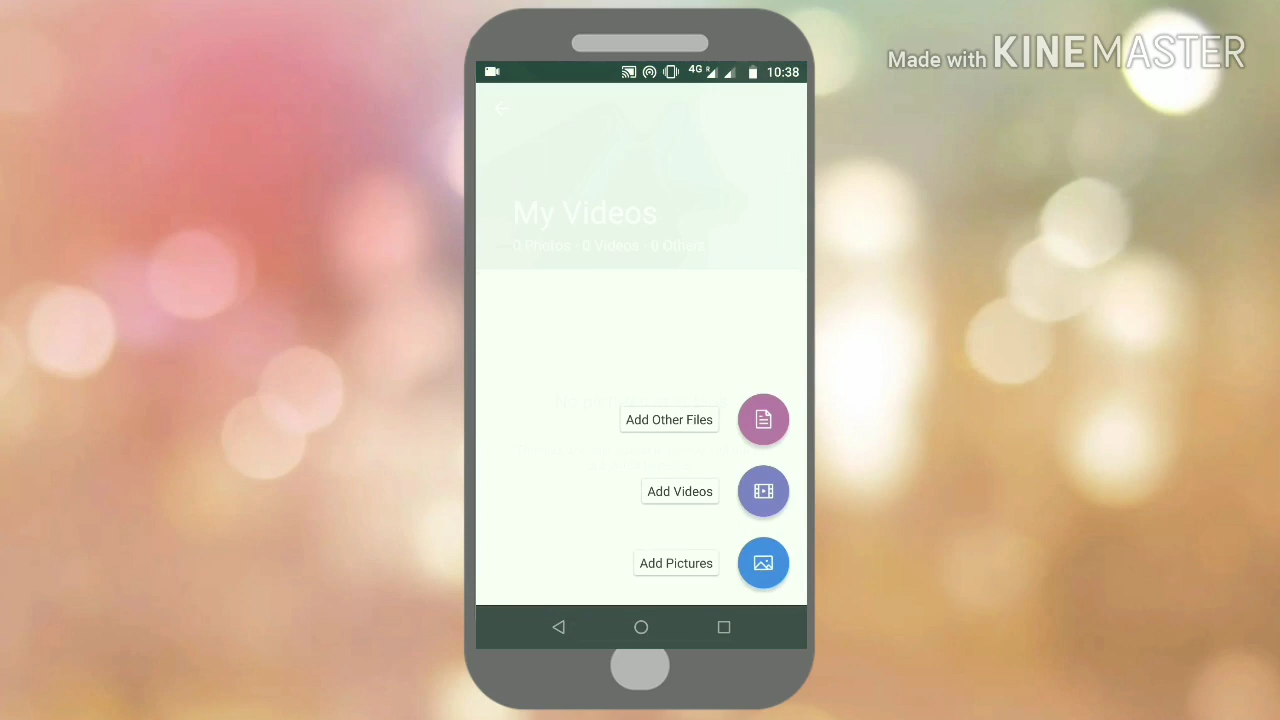 Made with KINEMASTER
4G R 10:38
My Videos
0 Photos · 0 Videos · 0 Others
Add Other Files
Add Videos
Add Pictures